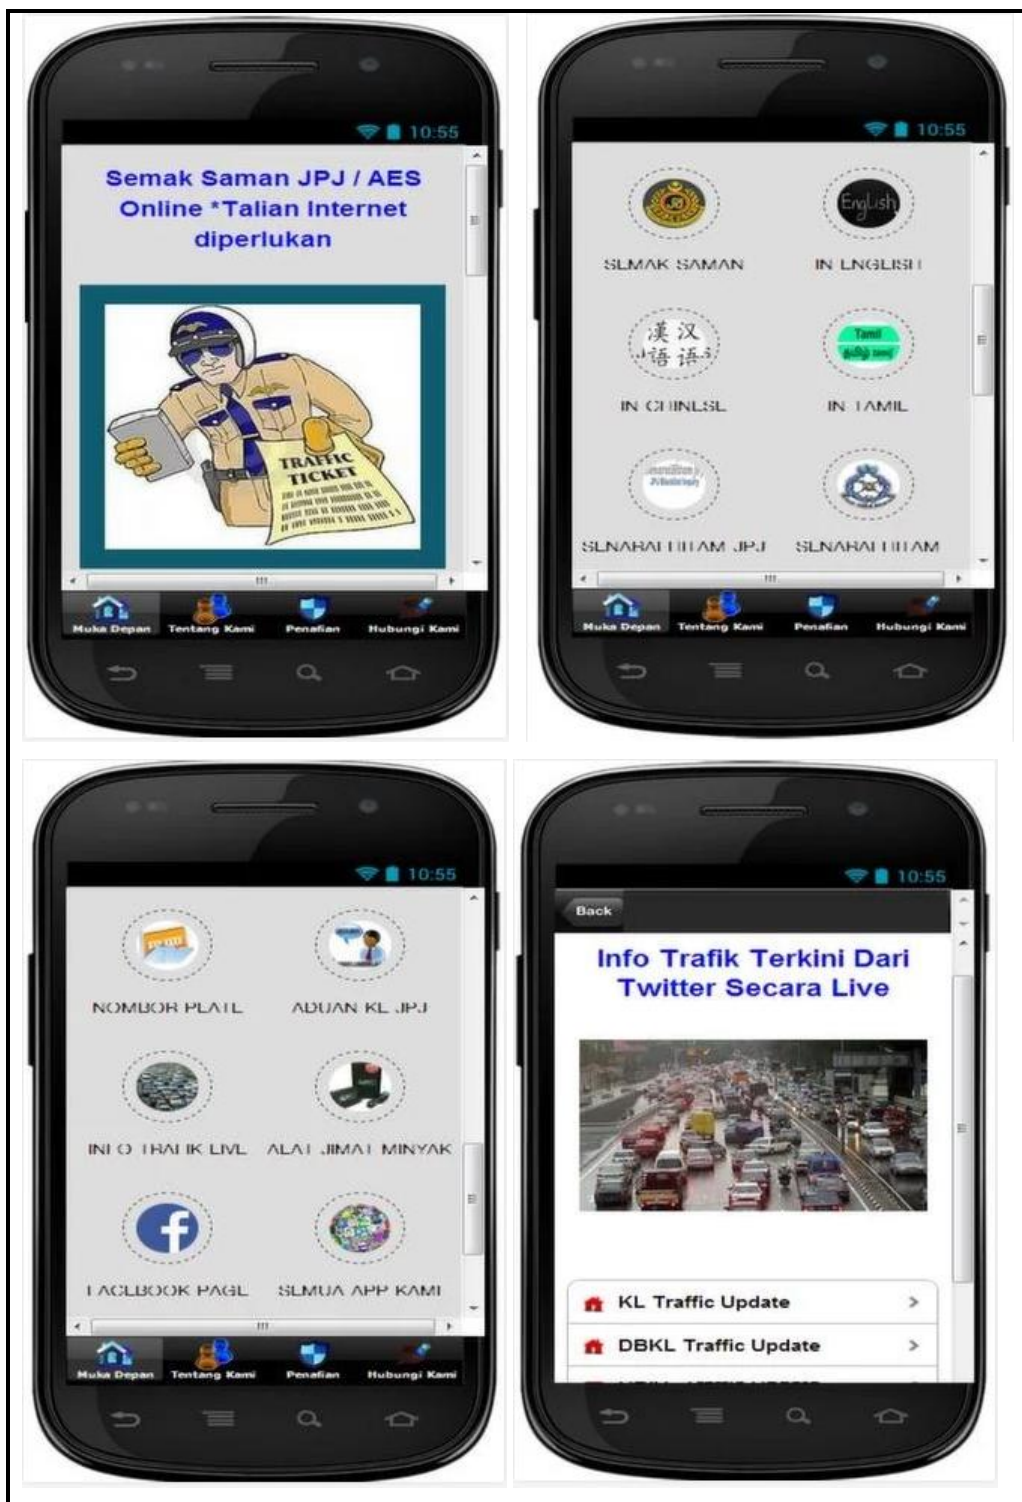 10:55
Semak Saman JPJ / AES
Online *Talian Internet
diperlukan
TRAFFIC
TICKET
Muka Depan Tentang Kami Penafian Hubungi Kami
10:55
English
SEMAK SAMAN IN ENGLISH
漢 汉
语 语
Tamil
தமிழ்
IN CHINESE IN TAMIL
SENARAI HITAM JPJ SENARAI HITAM
Muka Depan Tentang Kami Penafian Hubungi Kami
10:55
NOMBOR PLATE ADUAN KE JPJ
INFO TRAFIK LIVE ALAT JIMAT MINYAK
f
FACEBOOK PAGE SEMUA APP KAMI
Muka Depan Tentang Kami Penafian Hubungi Kami
10:55
Back
Info Trafik Terkini Dari
Twitter Secara Live
KL Traffic Update
DBKL Traffic Update